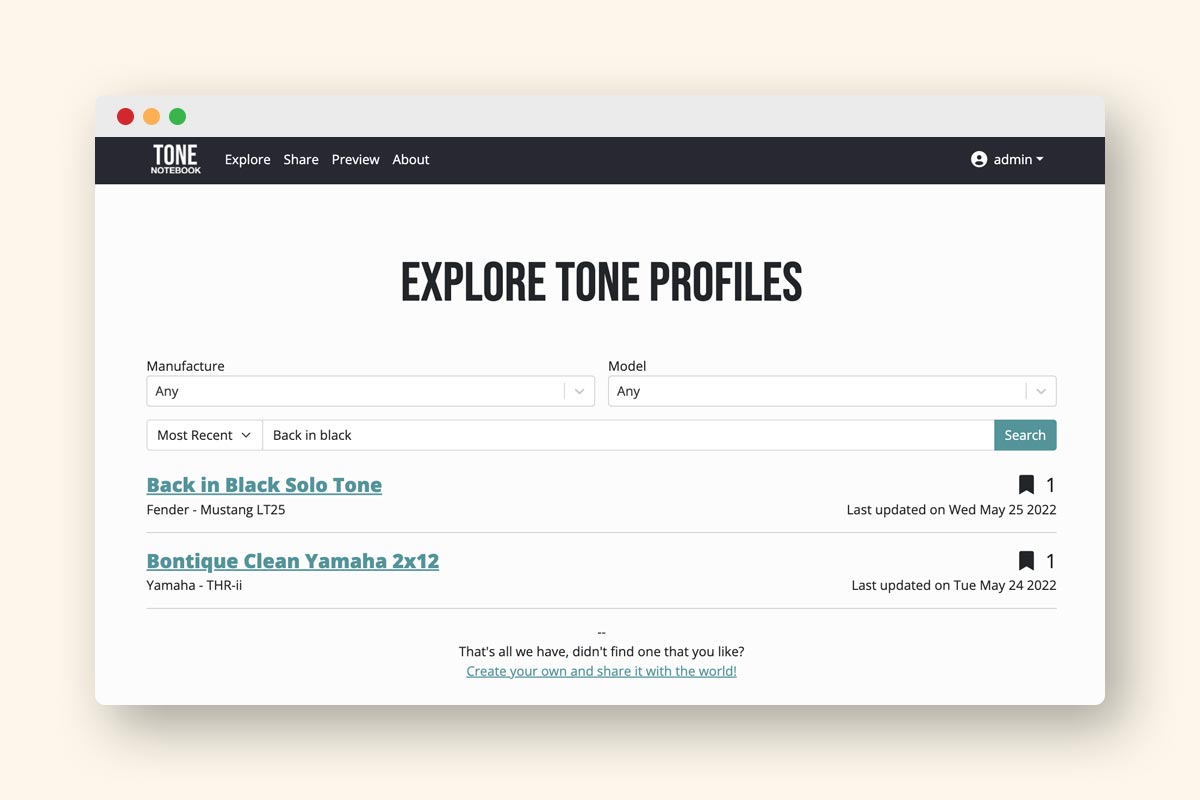 TONE
NOTEBOOK
Explore Share Preview About
admin
EXPLORE TONE PROFILES
Manufacture
Model
Any
Any
Most Recent
Back in black
Search
Back in Black Solo Tone
1
Fender - Mustang LT25
Last updated on Wed May 25 2022
Bontique Clean Yamaha 2x12
1
Yamaha - THR-ii
Last updated on Tue May 24 2022
--
That's all we have, didn't find one that you like?
Create your own and share it with the world!